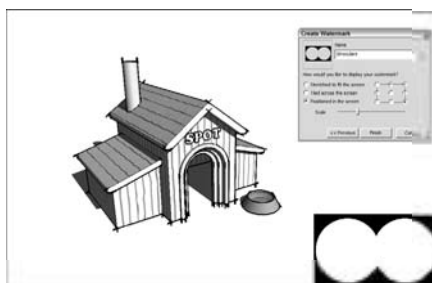 SPOT
Create Watermark
Name
How would you like to display your watermark?
Stretched to fit the screen
Tiled across the screen
Positioned in the screen
Scale
<< Previous
Finish